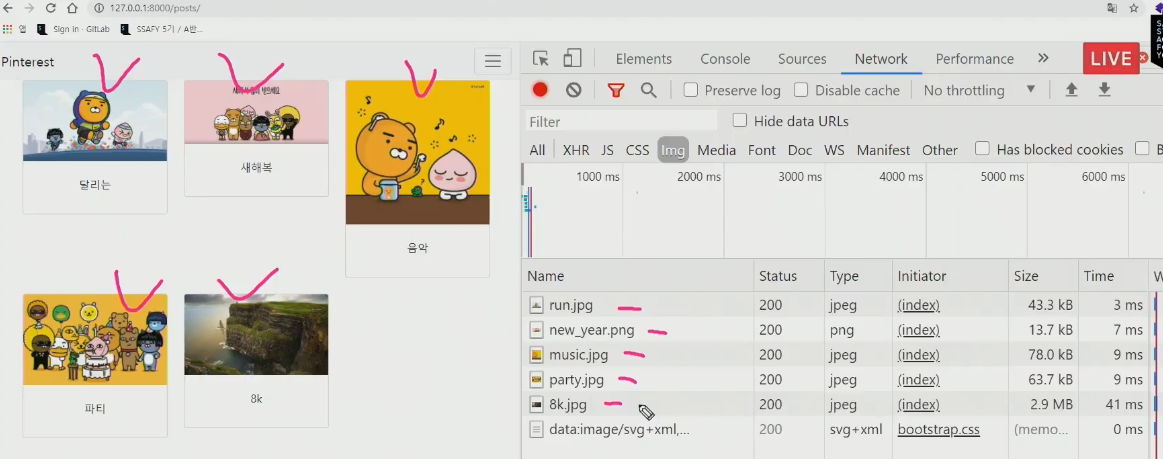 127.0.0.1:8000/posts/
앱 Sign in · GitLab SSAFY 5기 / A반...
Pinterest
달리는
새해복
음악
파티
8k
Elements Console Sources Network Performance
LIVE
Preserve log Disable cache No throttling
Filter Hide data URLs
All XHR JS CSS Img Media Font Doc WS Manifest Other Has blocked cookies B
1000 ms 2000 ms 3000 ms 4000 ms 5000 ms 6000 ms
Name Status Type Initiator Size Time W
run.jpg 200 jpeg (index) 43.3 kB 3 ms
new_year.png 200 png (index) 13.7 kB 7 ms
music.jpg 200 jpeg (index) 78.0 kB 9 ms
party.jpg 200 jpeg (index) 63.7 kB 9 ms
8k.jpg 200 jpeg (index) 2.9 MB 41 ms
data:image/svg+xml,... 200 svg+xml bootstrap.css (memo... 0 ms